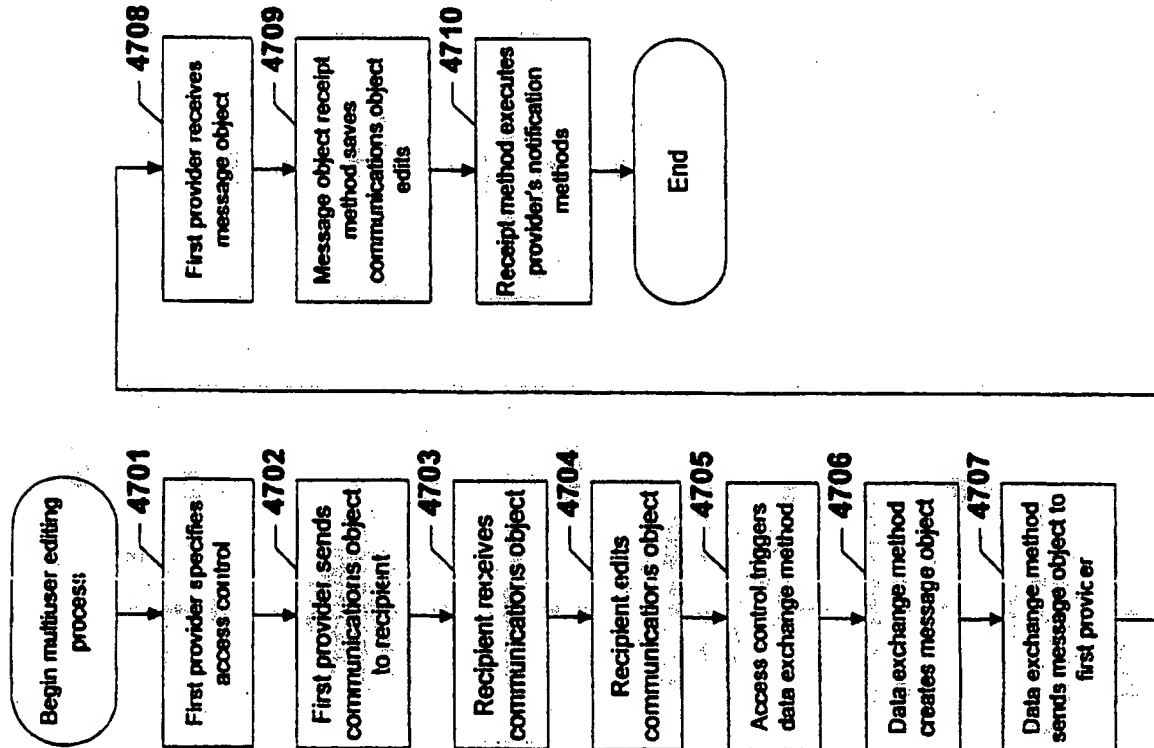 Begin multiuser editing
process
4701
First provider specifies
access control
4702
First provider sends
communications object
to recipient
4703
Recipient receives
communications object
4704
Recipient edits
communications object
4705
Access control triggers
data exchange method
4706
Data exchange method
creates message object
4707
Data exchange method
sends message object to
first provider
4708
First provider receives
message object
4709
Message object receipt
method saves
communications object
edits
4710
Receipt method executes
provider's notification
methods
End